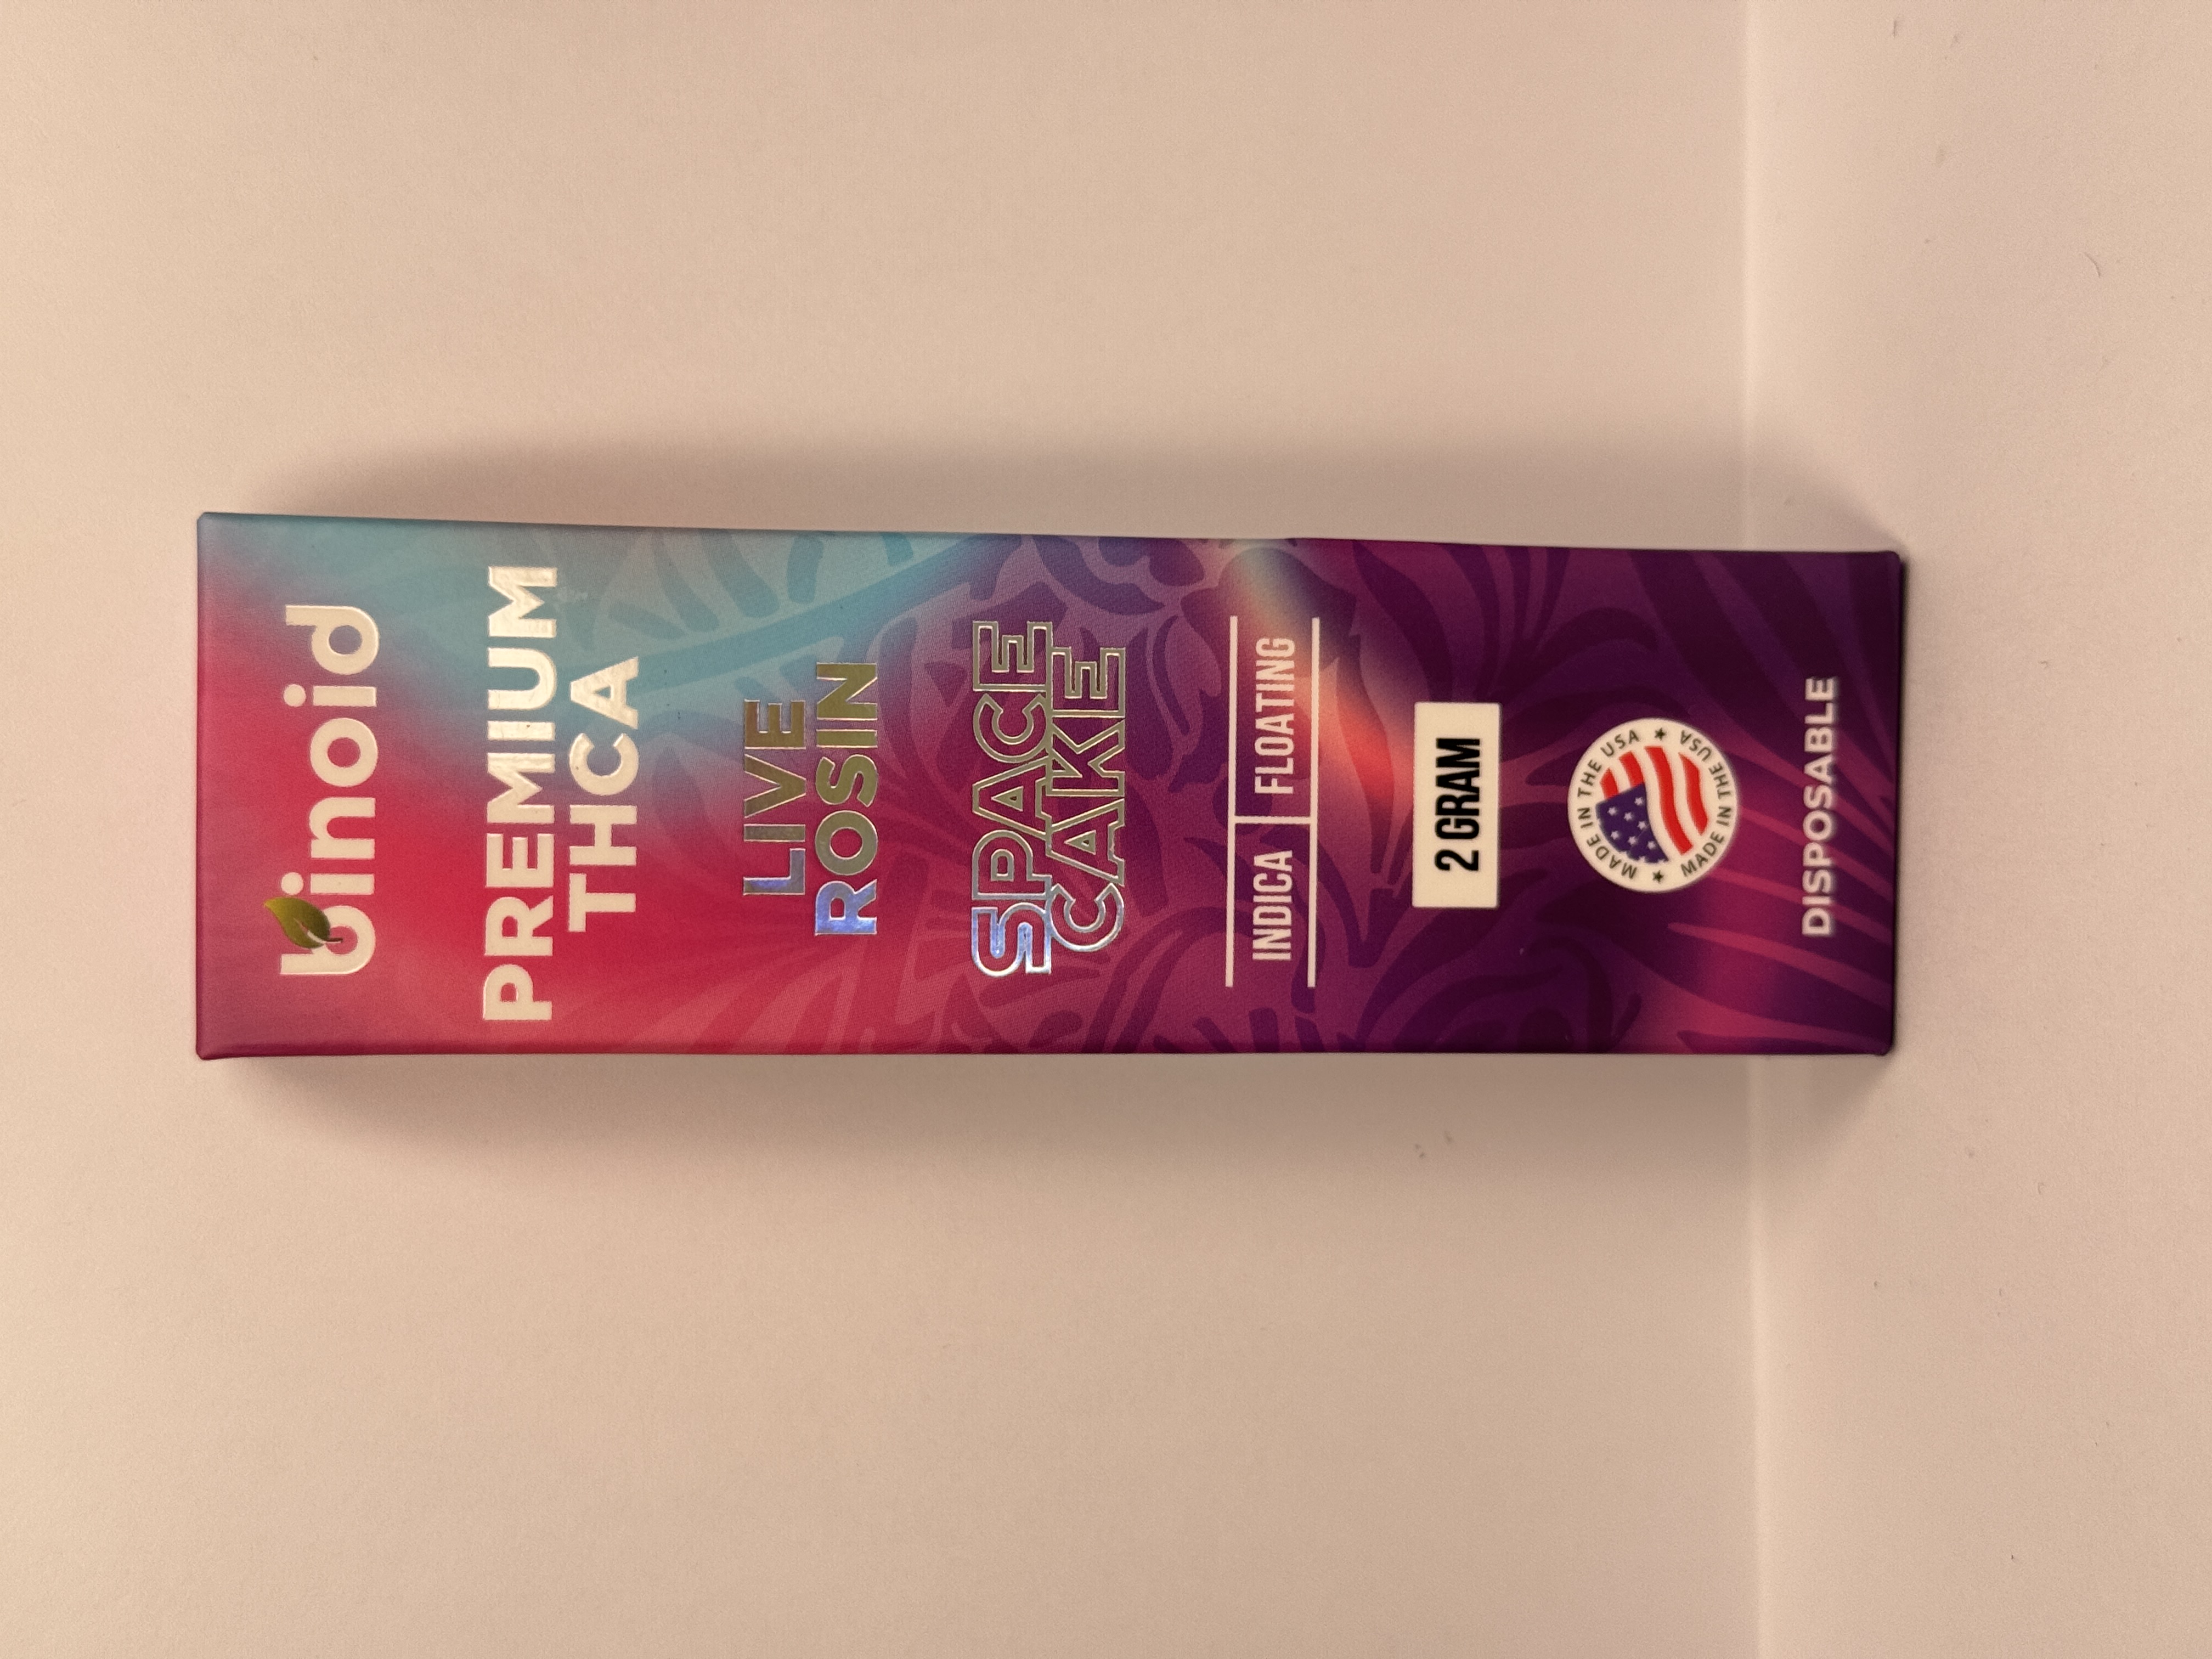 binoid
PREMIUM
THCA
LIVE
ROSIN
SPACE
CAKE
INDICA FLOATING
2 GRAM
MADE IN THE USA ★ MADE IN THE USA ★
DISPOSABLE